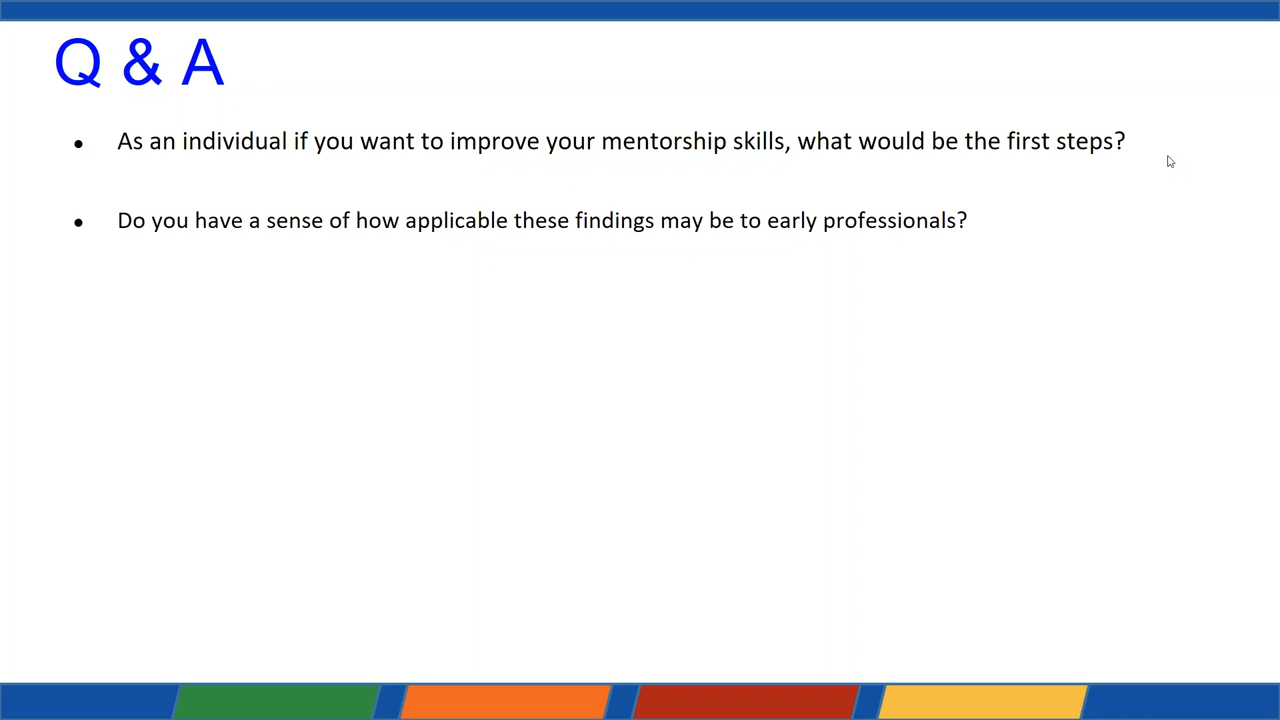 Q & A
• As an individual if you want to improve your mentorship skills, what would be the first steps?
• Do you have a sense of how applicable these findings may be to early professionals?